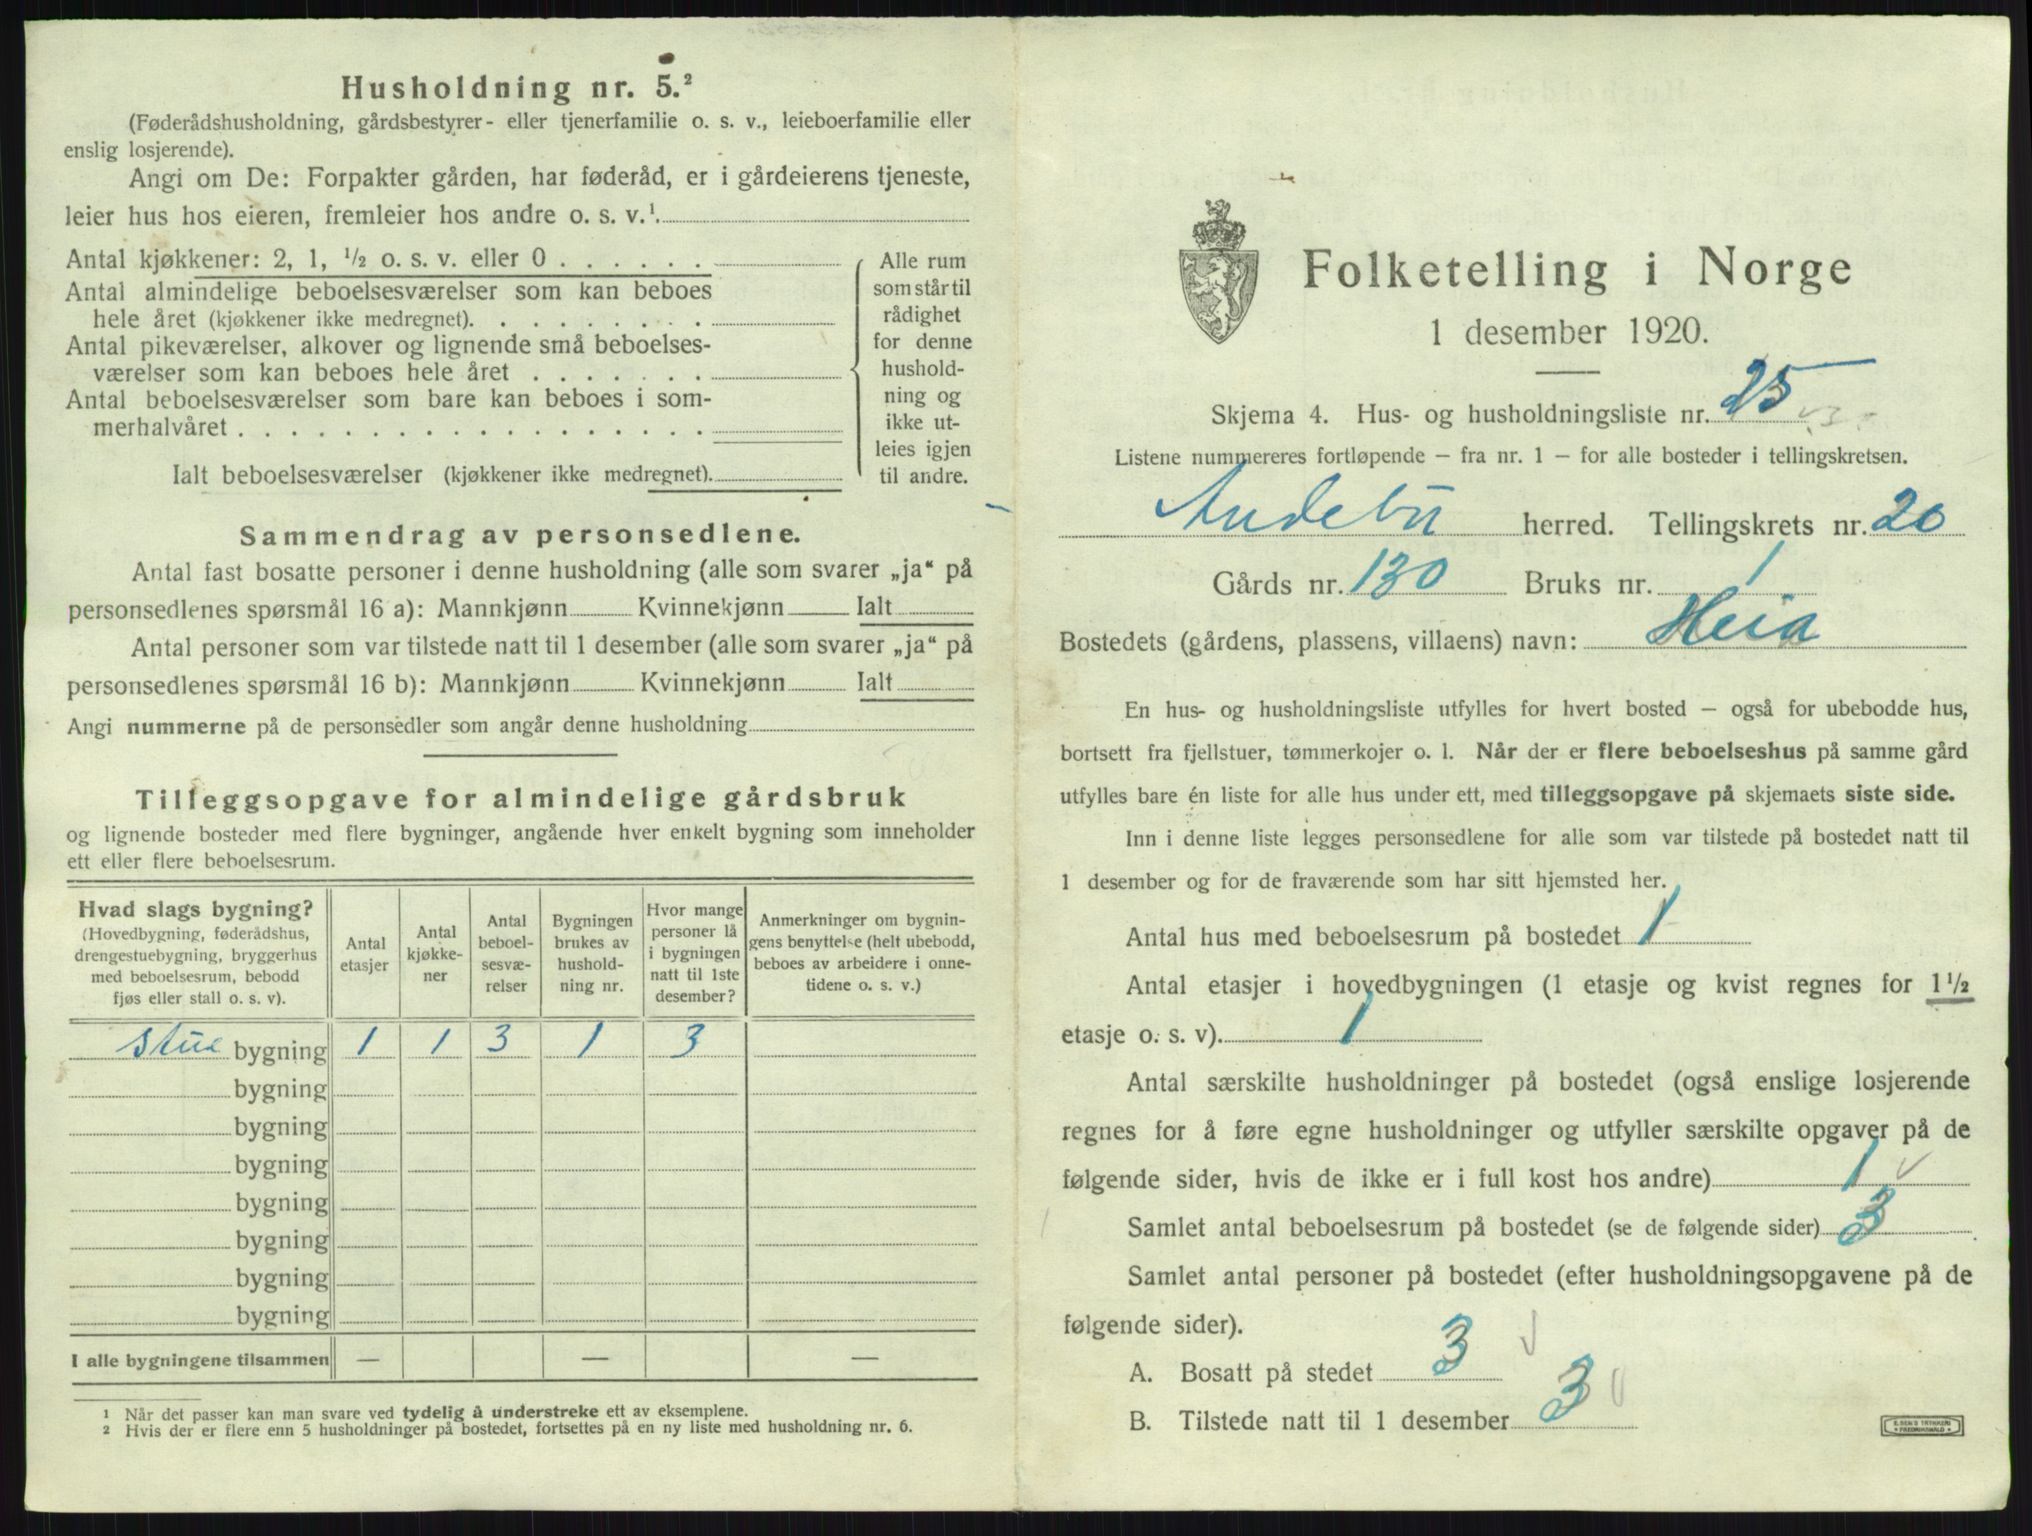 Husholdning nr. 5.²
(Føderådshusholdning, gårdsbestyrer- eller tjenerfamilie o. s. v., leieboerfamilie eller
enslig losjerende).
Angi om De: Forpakter gården, har føderåd, er i gårdeierens tjeneste,
leier hus hos eieren, fremleier hos andre o. s. v.¹
Antal kjøkkener: 2, 1, ½ o. s. v. eller 0
Antal almindelige beboelsesværelser som kan beboes
hele året (kjøkkener ikke medregnet)
Antal pikeværelser, alkover og lignende små beboelses-
værelser som kan beboes hele året
Antal beboelsesværelser som bare kan beboes i som-
merhalvåret
Ialt beboelsesværelser (kjøkkener ikke medregnet)
Alle rum
som står til
rådighet
for denne
hushold-
ning og
ikke ut-
leies igjen
til andre.
Sammendrag av personsedlene.
Antal fast bosatte personer i denne husholdning (alle som svarer „ja“ på
personsedlenes spørsmål 16 a): Mannkjønn Kvinnekjønn Ialt
Antal personer som var tilstede natt til 1 desember (alle som svarer „ja“ på
personsedlenes spørsmål 16 b): Mannkjønn Kvinnekjønn Ialt
Angi nummerne på de personsedler som angår denne husholdning
Tilleggsopgave for almindelige gårdsbruk
og lignende bosteder med flere bygninger, angående hver enkelt bygning som inneholder
ett eller flere beboelsesrum.
Hvad slags bygning?
(Hovedbygning, føderådshus,
drengestuebygning, bryggerhus
med beboelsesrum, bebodd
fjøs eller stall o. s. v).
Antal
etasjer
Antal
kjøkke-
ner
Antal
beboel-
sesvæ-
relser
Bygningen
brukes av
hushold-
ning nr.
Hvor mange
personer lå
i bygningen
natt til 1ste
desember?
Anmerkninger om bygnin-
gens benyttelse (helt ubebodd,
beboes av arbeidere i onne-
tidene o. s. v.)
Stue bygning 1 1 3 1 3
bygning
bygning
bygning
bygning
bygning
bygning
bygning
I alle bygningene tilsammen — — —
¹ Når det passer kan man svare ved tydelig å understreke ett av eksemplene.
² Hvis der er flere enn 5 husholdninger på bostedet, fortsettes på en ny liste med husholdning nr. 6.
Folketelling i Norge
1 desember 1920.
Skjema 4. Hus- og husholdningsliste nr. 25
Listene nummereres fortløpende – fra nr. 1 – for alle bosteder i tellingskretsen.
Andebu herred. Tellingskrets nr. 20
Gårds nr. 130 Bruks nr. 1
Bostedets (gårdens, plassens, villaens) navn: Heia
En hus- og husholdningsliste utfylles for hvert bosted – også for ubebodde hus,
bortsett fra fjellstuer, tømmerkojer o. l. Når der er flere beboelseshus på samme gård
utfylles bare én liste for alle hus under ett, med tilleggsopgave på skjemaets siste side.
Inn i denne liste legges personsedlene for alle som var tilstede på bostedet natt til
1 desember og for de fraværende som har sitt hjemsted her.
Antal hus med beboelsesrum på bostedet 1
Antal etasjer i hovedbygningen (1 etasje og kvist regnes for 1½
etasje o. s. v). 1
Antal særskilte husholdninger på bostedet (også enslige losjerende
regnes for å føre egne husholdninger og utfyller særskilte opgaver på de
følgende sider, hvis de ikke er i full kost hos andre) 1
Samlet antal beboelsesrum på bostedet (se de følgende sider) 3
Samlet antal personer på bostedet (efter husholdningsopgavene på de
følgende sider).
A. Bosatt på stedet 3
B. Tilstede natt til 1 desember 3